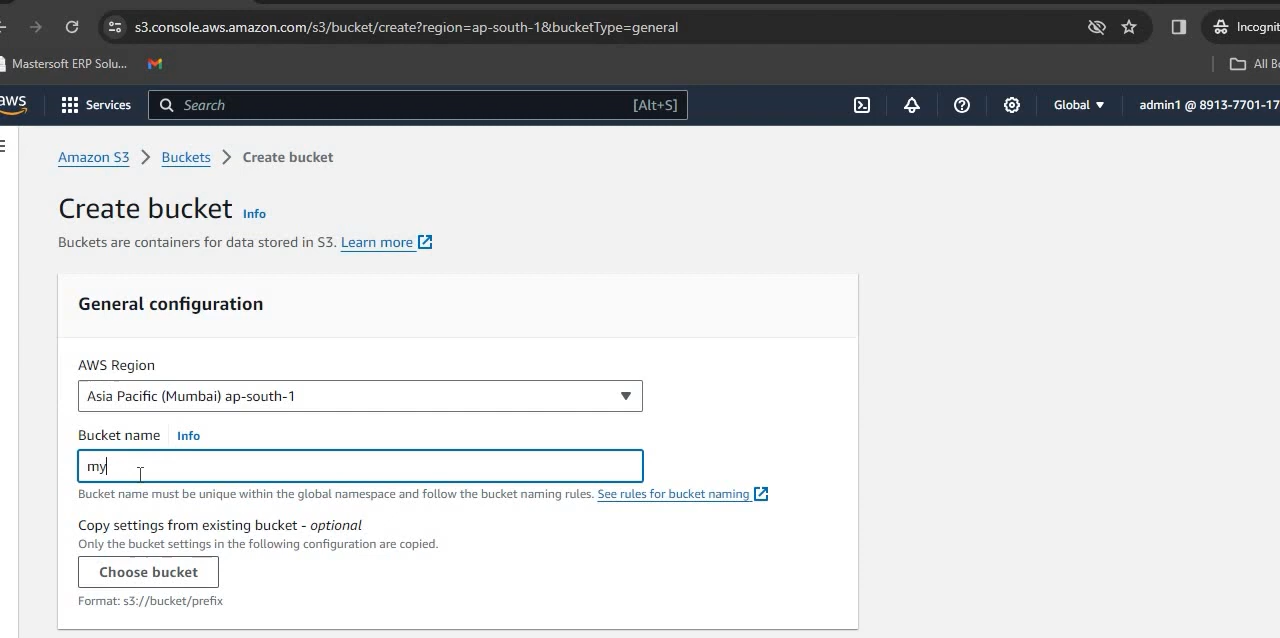 s3.console.aws.amazon.com/s3/bucket/create?region=ap-south-1&bucketType=general
Incognit
Mastersoft ERP Solu...
All Bo
aws
Services
Search
[Alt+S]
Global
admin1 @ 8913-7701-17
Amazon S3 > Buckets > Create bucket
Create bucket Info
Buckets are containers for data stored in S3. Learn more
General configuration
AWS Region
Asia Pacific (Mumbai) ap-south-1
Bucket name Info
my
Bucket name must be unique within the global namespace and follow the bucket naming rules. See rules for bucket naming
Copy settings from existing bucket - optional
Only the bucket settings in the following configuration are copied.
Choose bucket
Format: s3://bucket/prefix